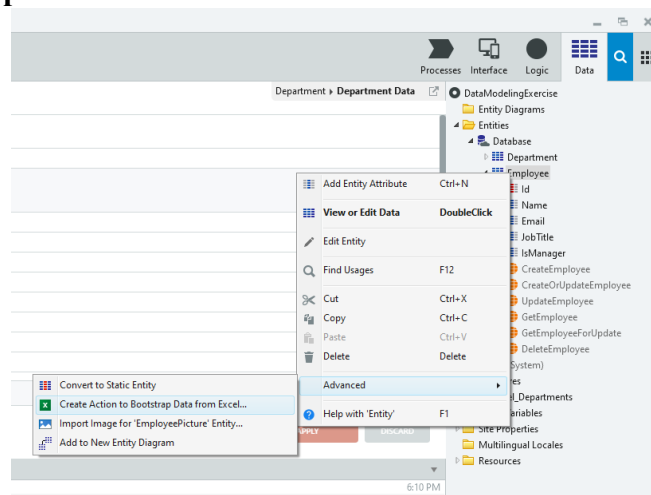 p
Processes Interface Logic Data
Department ▸ Department Data
DataModelingExercise
Entity Diagrams
Entities
Database
Department
Employee
Id
Name
Email
JobTitle
IsManager
CreateEmployee
CreateOrUpdateEmployee
UpdateEmployee
GetEmployee
GetEmployeeForUpdate
DeleteEmployee
(System)
el_Departments
Site Properties
Multilingual Locales
Resources
Add Entity Attribute Ctrl+N
View or Edit Data DoubleClick
Edit Entity
Find Usages F12
Cut Ctrl+X
Copy Ctrl+C
Paste Ctrl+V
Delete Delete
Advanced
Help with 'Entity' F1
Convert to Static Entity
Create Action to Bootstrap Data from Excel...
Import Image for 'EmployeePicture' Entity...
Add to New Entity Diagram
APPLY DISCARD
6:10 PM